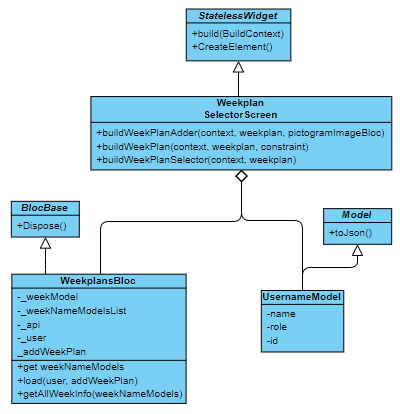 StatelessWidget
+build(BuildContext)
+CreateElement()
Weekplan
SelectorScreen
+buildWeekPlanAdder(context, weekplan, pictogramImageBloc)
+buildWeekPlan(context, weekplan, constraint)
+buildWeekPlanSelector(context, weekplan)
BlocBase
+Dispose()
Model
+toJson()
WeekplansBloc
-_weekModel
-_weekNameModelsList
-_api
-_user
_addWeekPlan
+get weekNameModels
+load(user, addWeekPlan)
+getAllWeekInfo(weekNameModels)
UsernameModel
-name
-role
-id